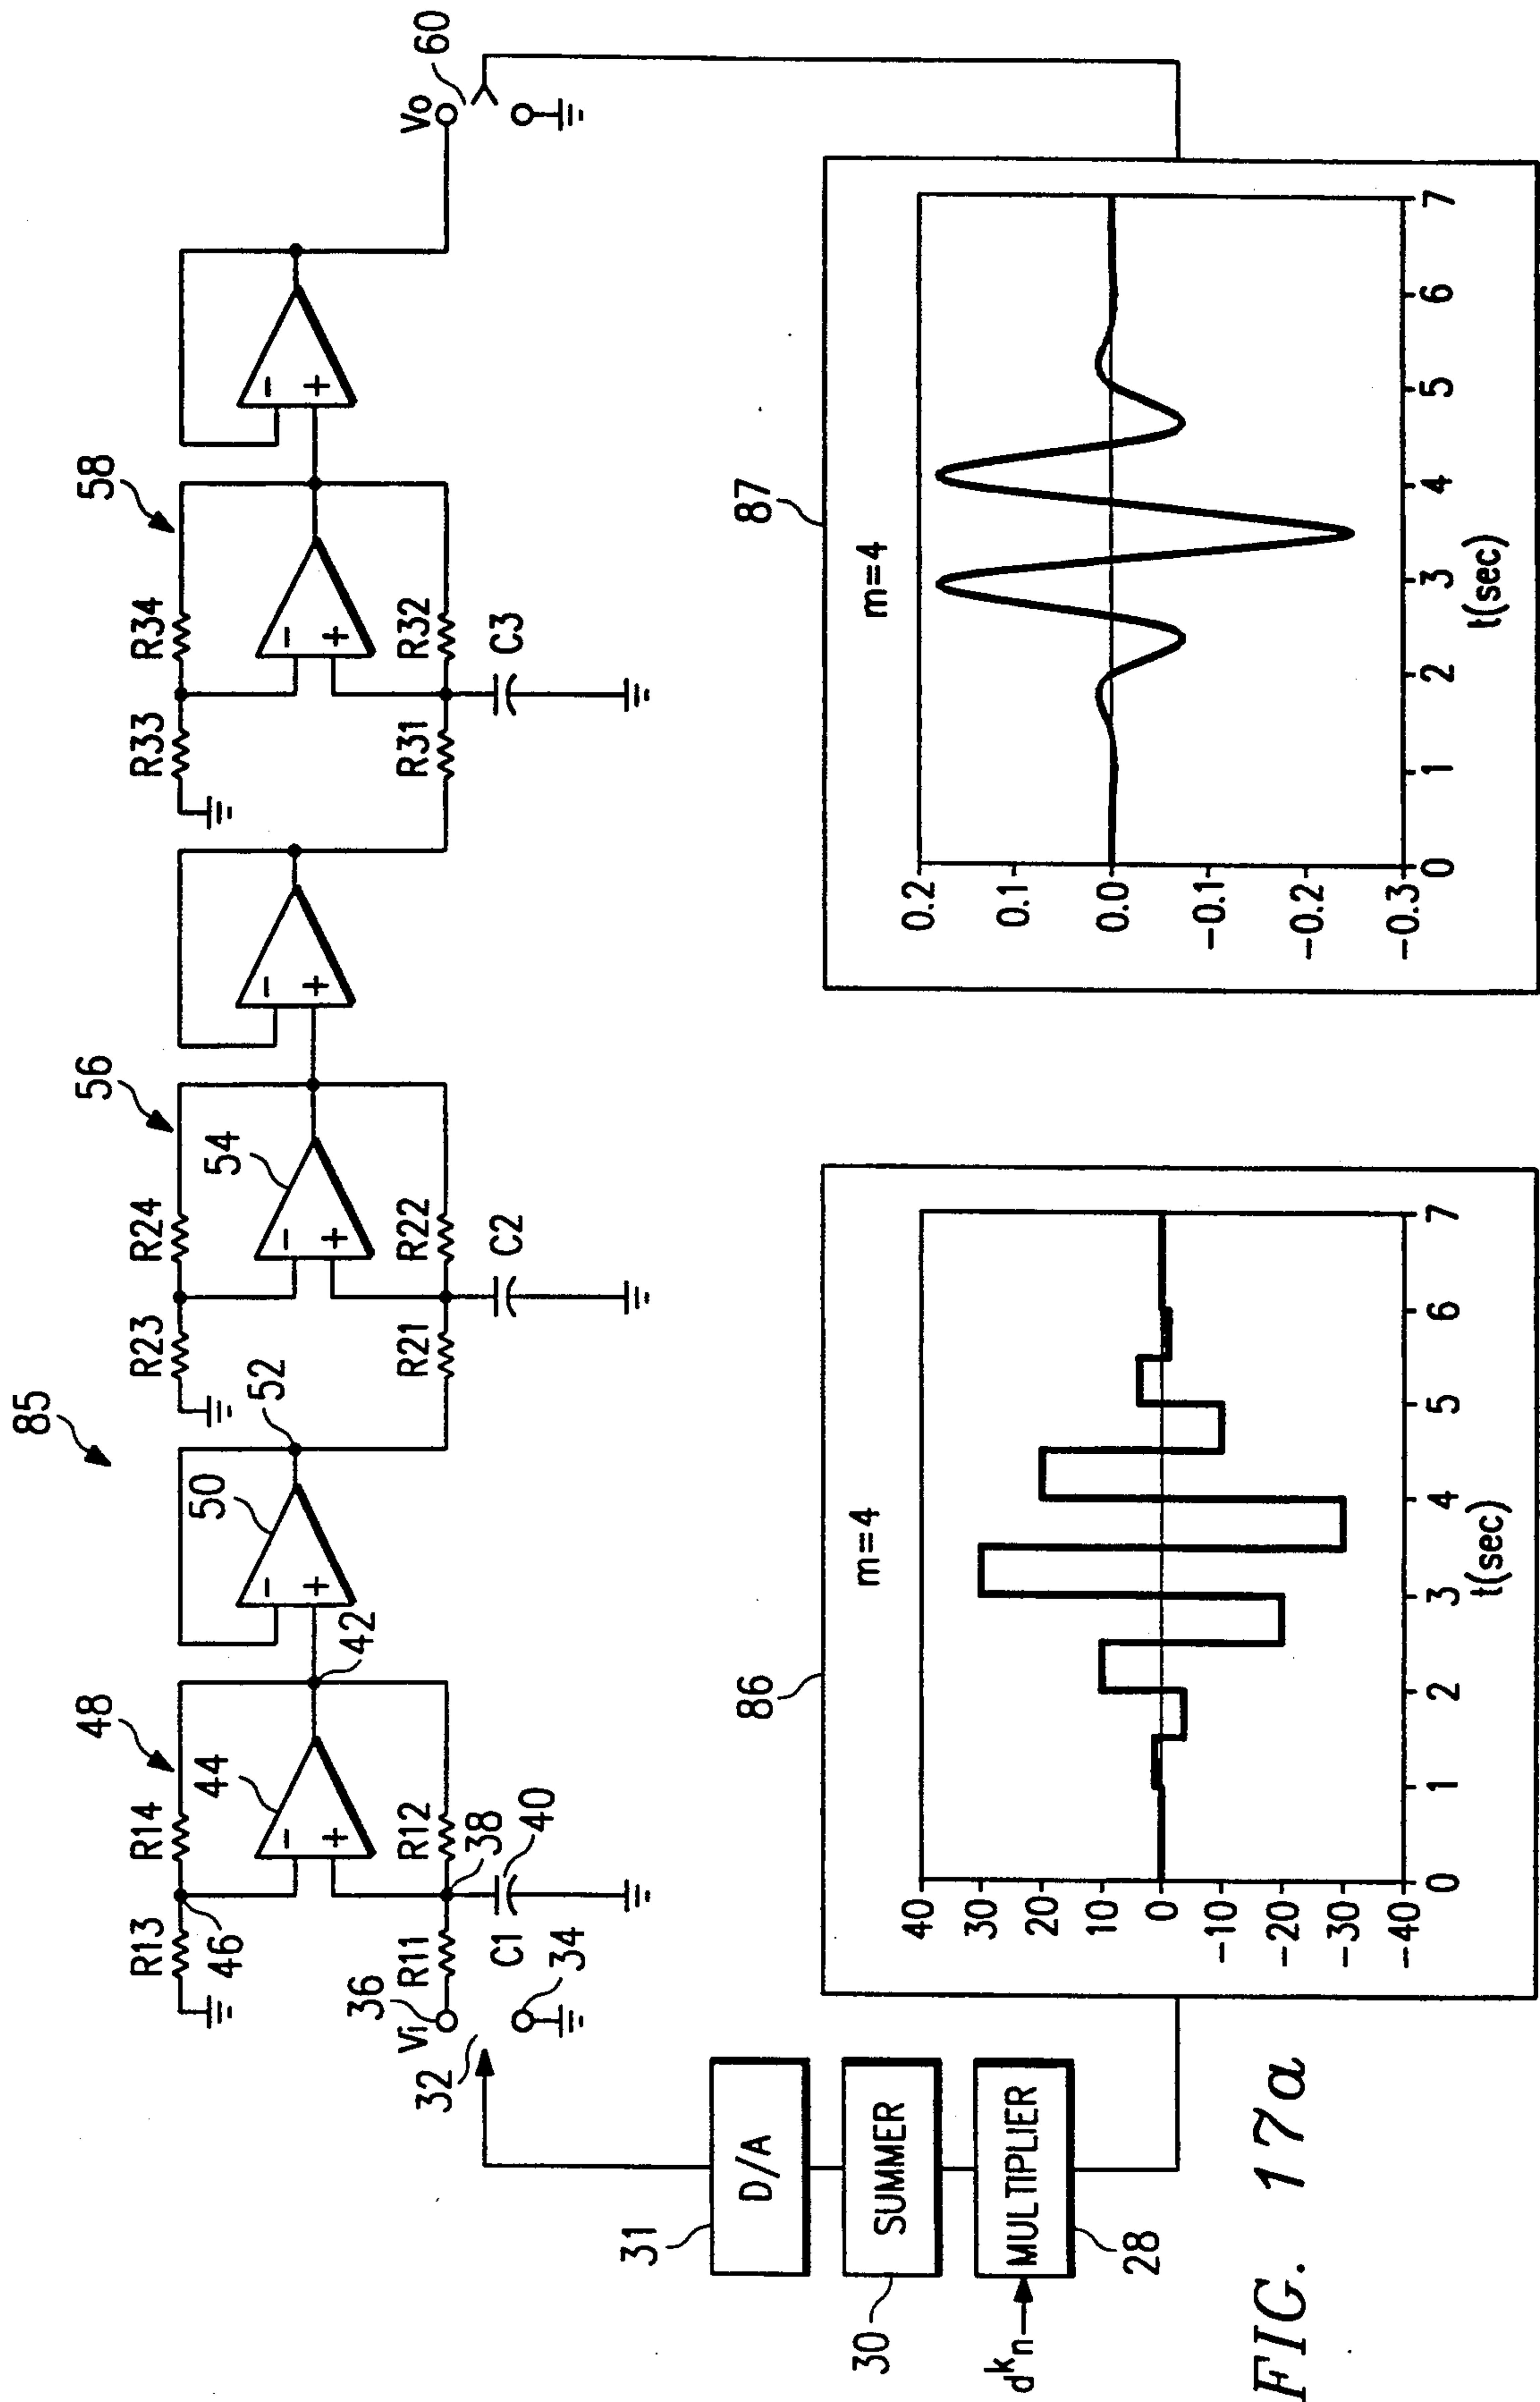 85
48
56
58
R13
R14
R23
R24
R33
R34
46
44
50
52
54
-
+
-
+
-
+
-
+
-
+
-
+
36
Vi
R11
R12
38
42
R21
R22
R31
R32
Vo
60
32
C1
40
34
C2
C3
31
D/A
30
SUMMER
MULTIPLIER
28
d^k_n
86
m=4
40
30
20
10
0
-10
-20
-30
-40
0 1 2 3 4 5 6 7
t(sec)
87
m=4
0.2
0.1
0.0
-0.1
-0.2
-0.3
0 1 2 3 4 5 6 7
t(sec)
FIG. 17a